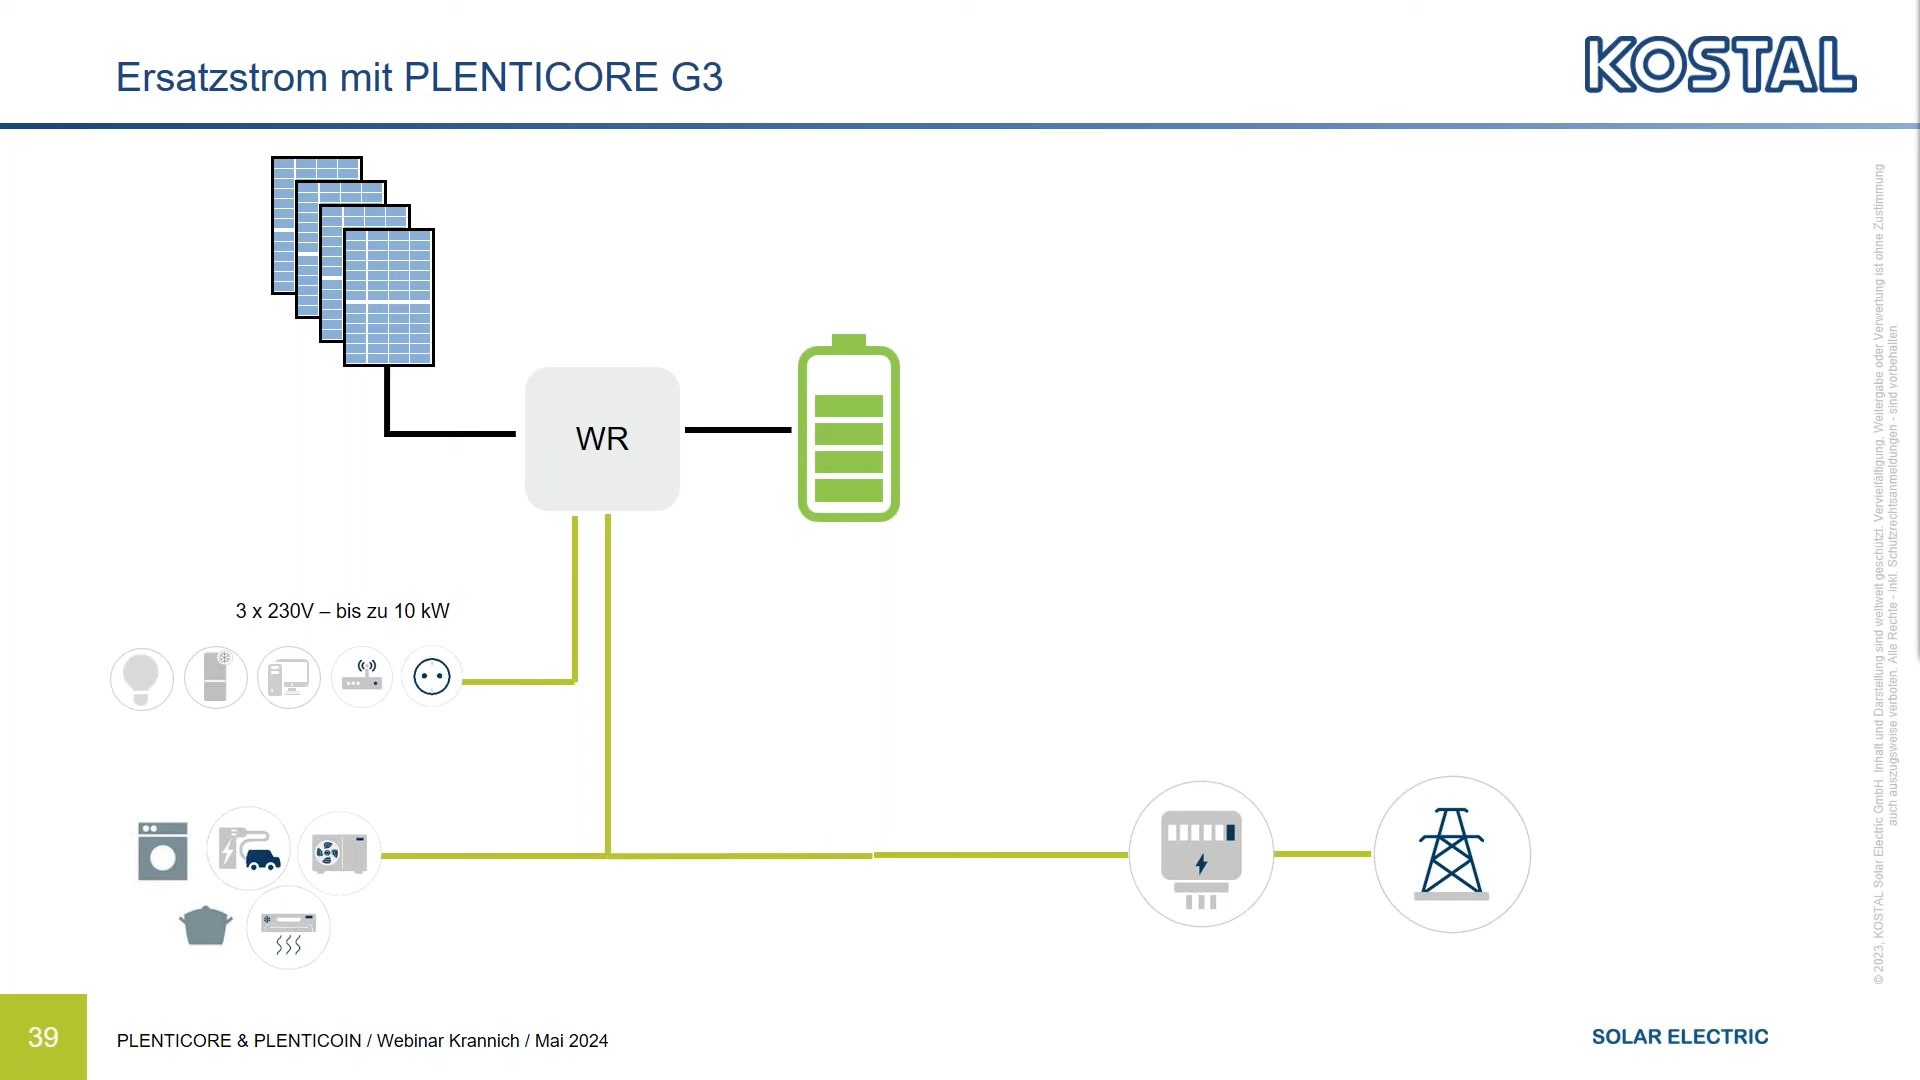 Ersatzstrom mit PLENTICORE G3
KOSTAL
WR
3 x 230V – bis zu 10 kW
39
PLENTICORE & PLENTICOIN / Webinar Krannich / Mai 2024
SOLAR ELECTRIC
© 2023, KOSTAL Solar Electric GmbH. Inhalt und Darstellung sind weltweit geschützt. Vervielfältigung, Weitergabe oder Verwertung ist ohne Zustimmung
auch auszugsweise verboten. Alle Rechte - inkl. Schutzrechtsanmeldungen - sind vorbehalten.